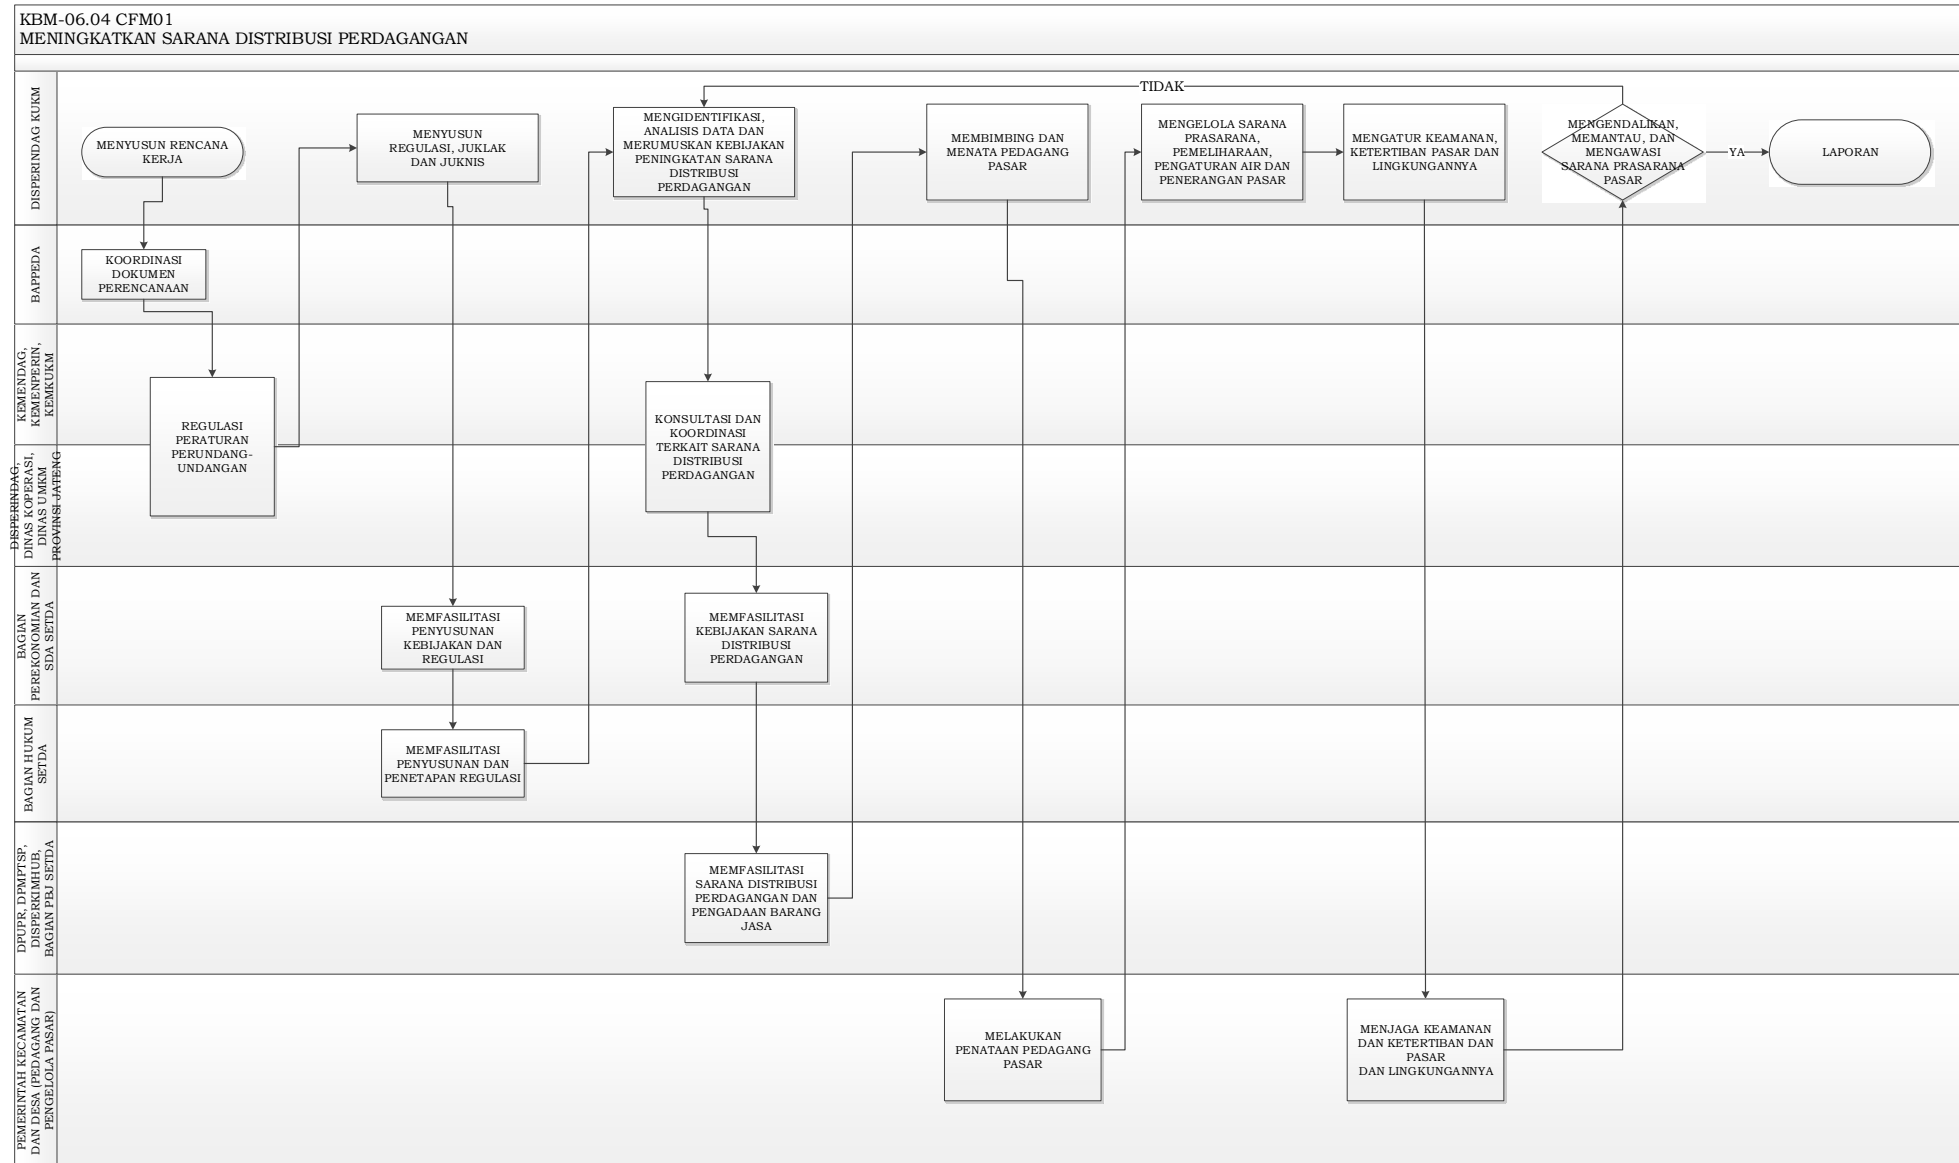 KBM-06.04 CFM01
MENINGKATKAN SARANA DISTRIBUSI PERDAGANGAN
DISPERINDAG KUKM
MENYUSUN RENCANA
KERJA
MENYUSUN
REGULASI, JUKLAK
DAN JUKNIS
MENGIDENTIFIKASI,
ANALISIS DATA DAN
MERUMUSKAN KEBIJAKAN
PENINGKATAN SARANA
DISTRIBUSI
PERDAGANGAN
MEMBIMBING DAN
MENATA PEDAGANG
PASAR
TIDAK
MENGELOLA SARANA
PRASARANA,
PEMELIHARAAN,
PENGATURAN AIR DAN
PENERANGAN PASAR
MENGATUR KEAMANAN,
KETERTIBAN PASAR DAN
LINGKUNGANNYA
MENGENDALIKAN,
MEMANTAU, DAN
MENGAWASI
SARANA PRASARANA
PASAR
YA
LAPORAN
BAPPEDA
KOORDINASI
DOKUMEN
PERENCANAAN
KEMENDAG,
KEMENPERIN,
KEMKUKM
REGULASI
PERATURAN
PERUNDANG-
UNDANGAN
KONSULTASI DAN
KOORDINASI
TERKAIT SARANA
DISTRIBUSI
PERDAGANGAN
DISPERINDAG,
DINAS KOPERASI,
DINAS UMKM
PROVINSI JATENG
BAGIAN
PEREKONOMIAN DAN
SDA SETDA
MEMFASILITASI
PENYUSUNAN
KEBIJAKAN DAN
REGULASI
MEMFASILITASI
KEBIJAKAN SARANA
DISTRIBUSI
PERDAGANGAN
BAGIAN HUKUM
SETDA
MEMFASILITASI
PENYUSUNAN DAN
PENETAPAN REGULASI
DPUPR, DPMPTSP,
DISPERKIMHUB,
BAGIAN PBJ SETDA
MEMFASILITASI
SARANA DISTRIBUSI
PERDAGANGAN DAN
PENGADAAN BARANG
JASA
PEMERINTAH KECAMATAN
DAN DESA (PEDAGANG DAN
PENGELOLA PASAR)
MELAKUKAN
PENATAAN PEDAGANG
PASAR
MENJAGA KEAMANAN
DAN KETERTIBAN DAN
PASAR
DAN LINGKUNGANNYA